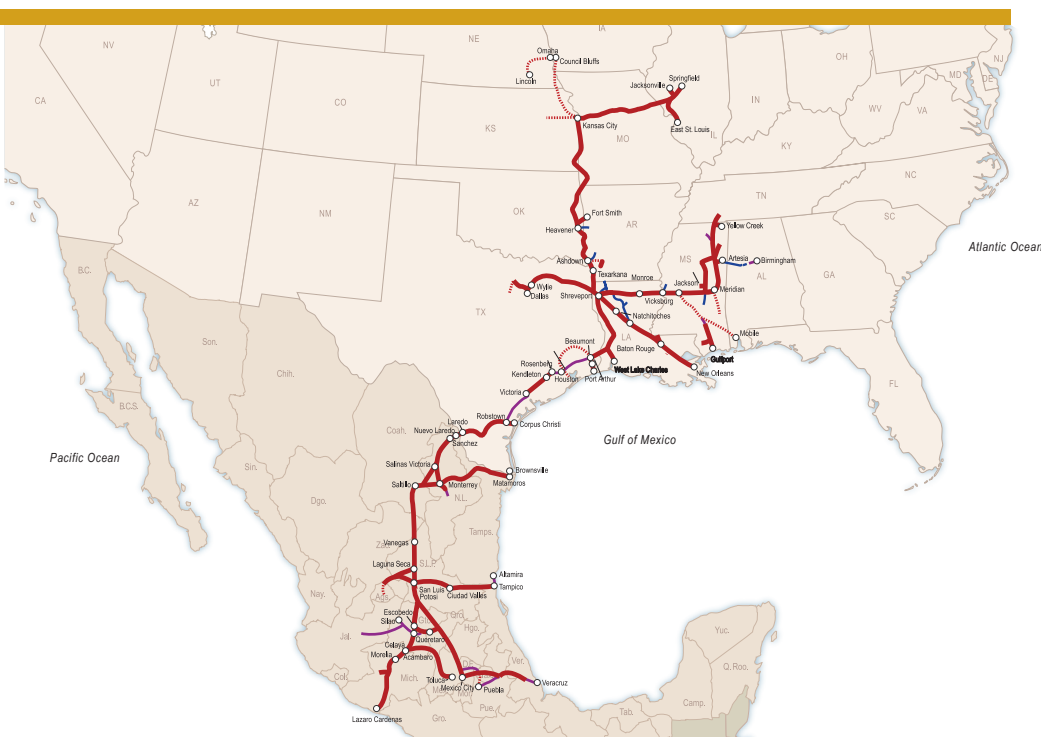 IA
NE
NV
OH
NJ
Omaha
Council Bluffs
MD
DE
UT
Lincoln
Springfield
Jacksonville
CA
CO
IN
WV
VA
KS
Kansas City
East St. Louis
IL
MO
KY
NC
TN
AZ
NM
OK
Fort Smith
AR
SC
Heavener
Yellow Creek
Atlantic Ocean
B.C.
Ashdown
MS
Artesia
Birmingham
AL
GA
Texarkana
Monroe
Jackson
Wylie
Dallas
Shreveport
Vicksburg
Meridian
TX
Natchitoches
Son.
LA
Mobile
Beaumont
Baton Rouge
Gulfport
Rosenberg
Kendleton
Houston
Port Arthur
West Lake Charles
New Orleans
Chih.
FL
Victoria
B.C.S.
Robstown
Corpus Christi
Laredo
Nuevo Laredo
Sanchez
Coah.
Gulf of Mexico
Pacific Ocean
Sin.
Salinas Victoria
Brownsville
Matamoros
Saltillo
Monterrey
N.L.
Dgo.
Tamps.
Vanegas
Zac.
Laguna Seca
S.L.P.
Altamira
Tampico
San Luis
Potosi
Ciudad Valles
Nay.
Ags.
Escobedo
Silao
Gto.
Qro.
Hgo.
Jal.
Queretaro
Celaya
Morelia
Acambaro
Ver.
Yuc.
Q. Roo.
Col.
Mich.
Toluca
Mexico City
Puebla
Veracruz
Pue.
Camp.
Tab.
Lazaro Cardenas
Gro.